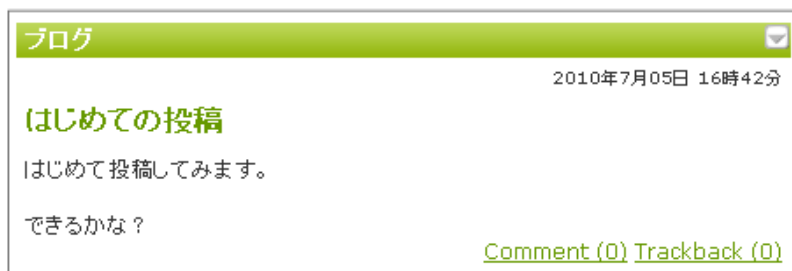 ブログ
2010年7月05日 16時42分
はじめての投稿
はじめて投稿してみます。
できるかな？
Comment (0) Trackback (0)